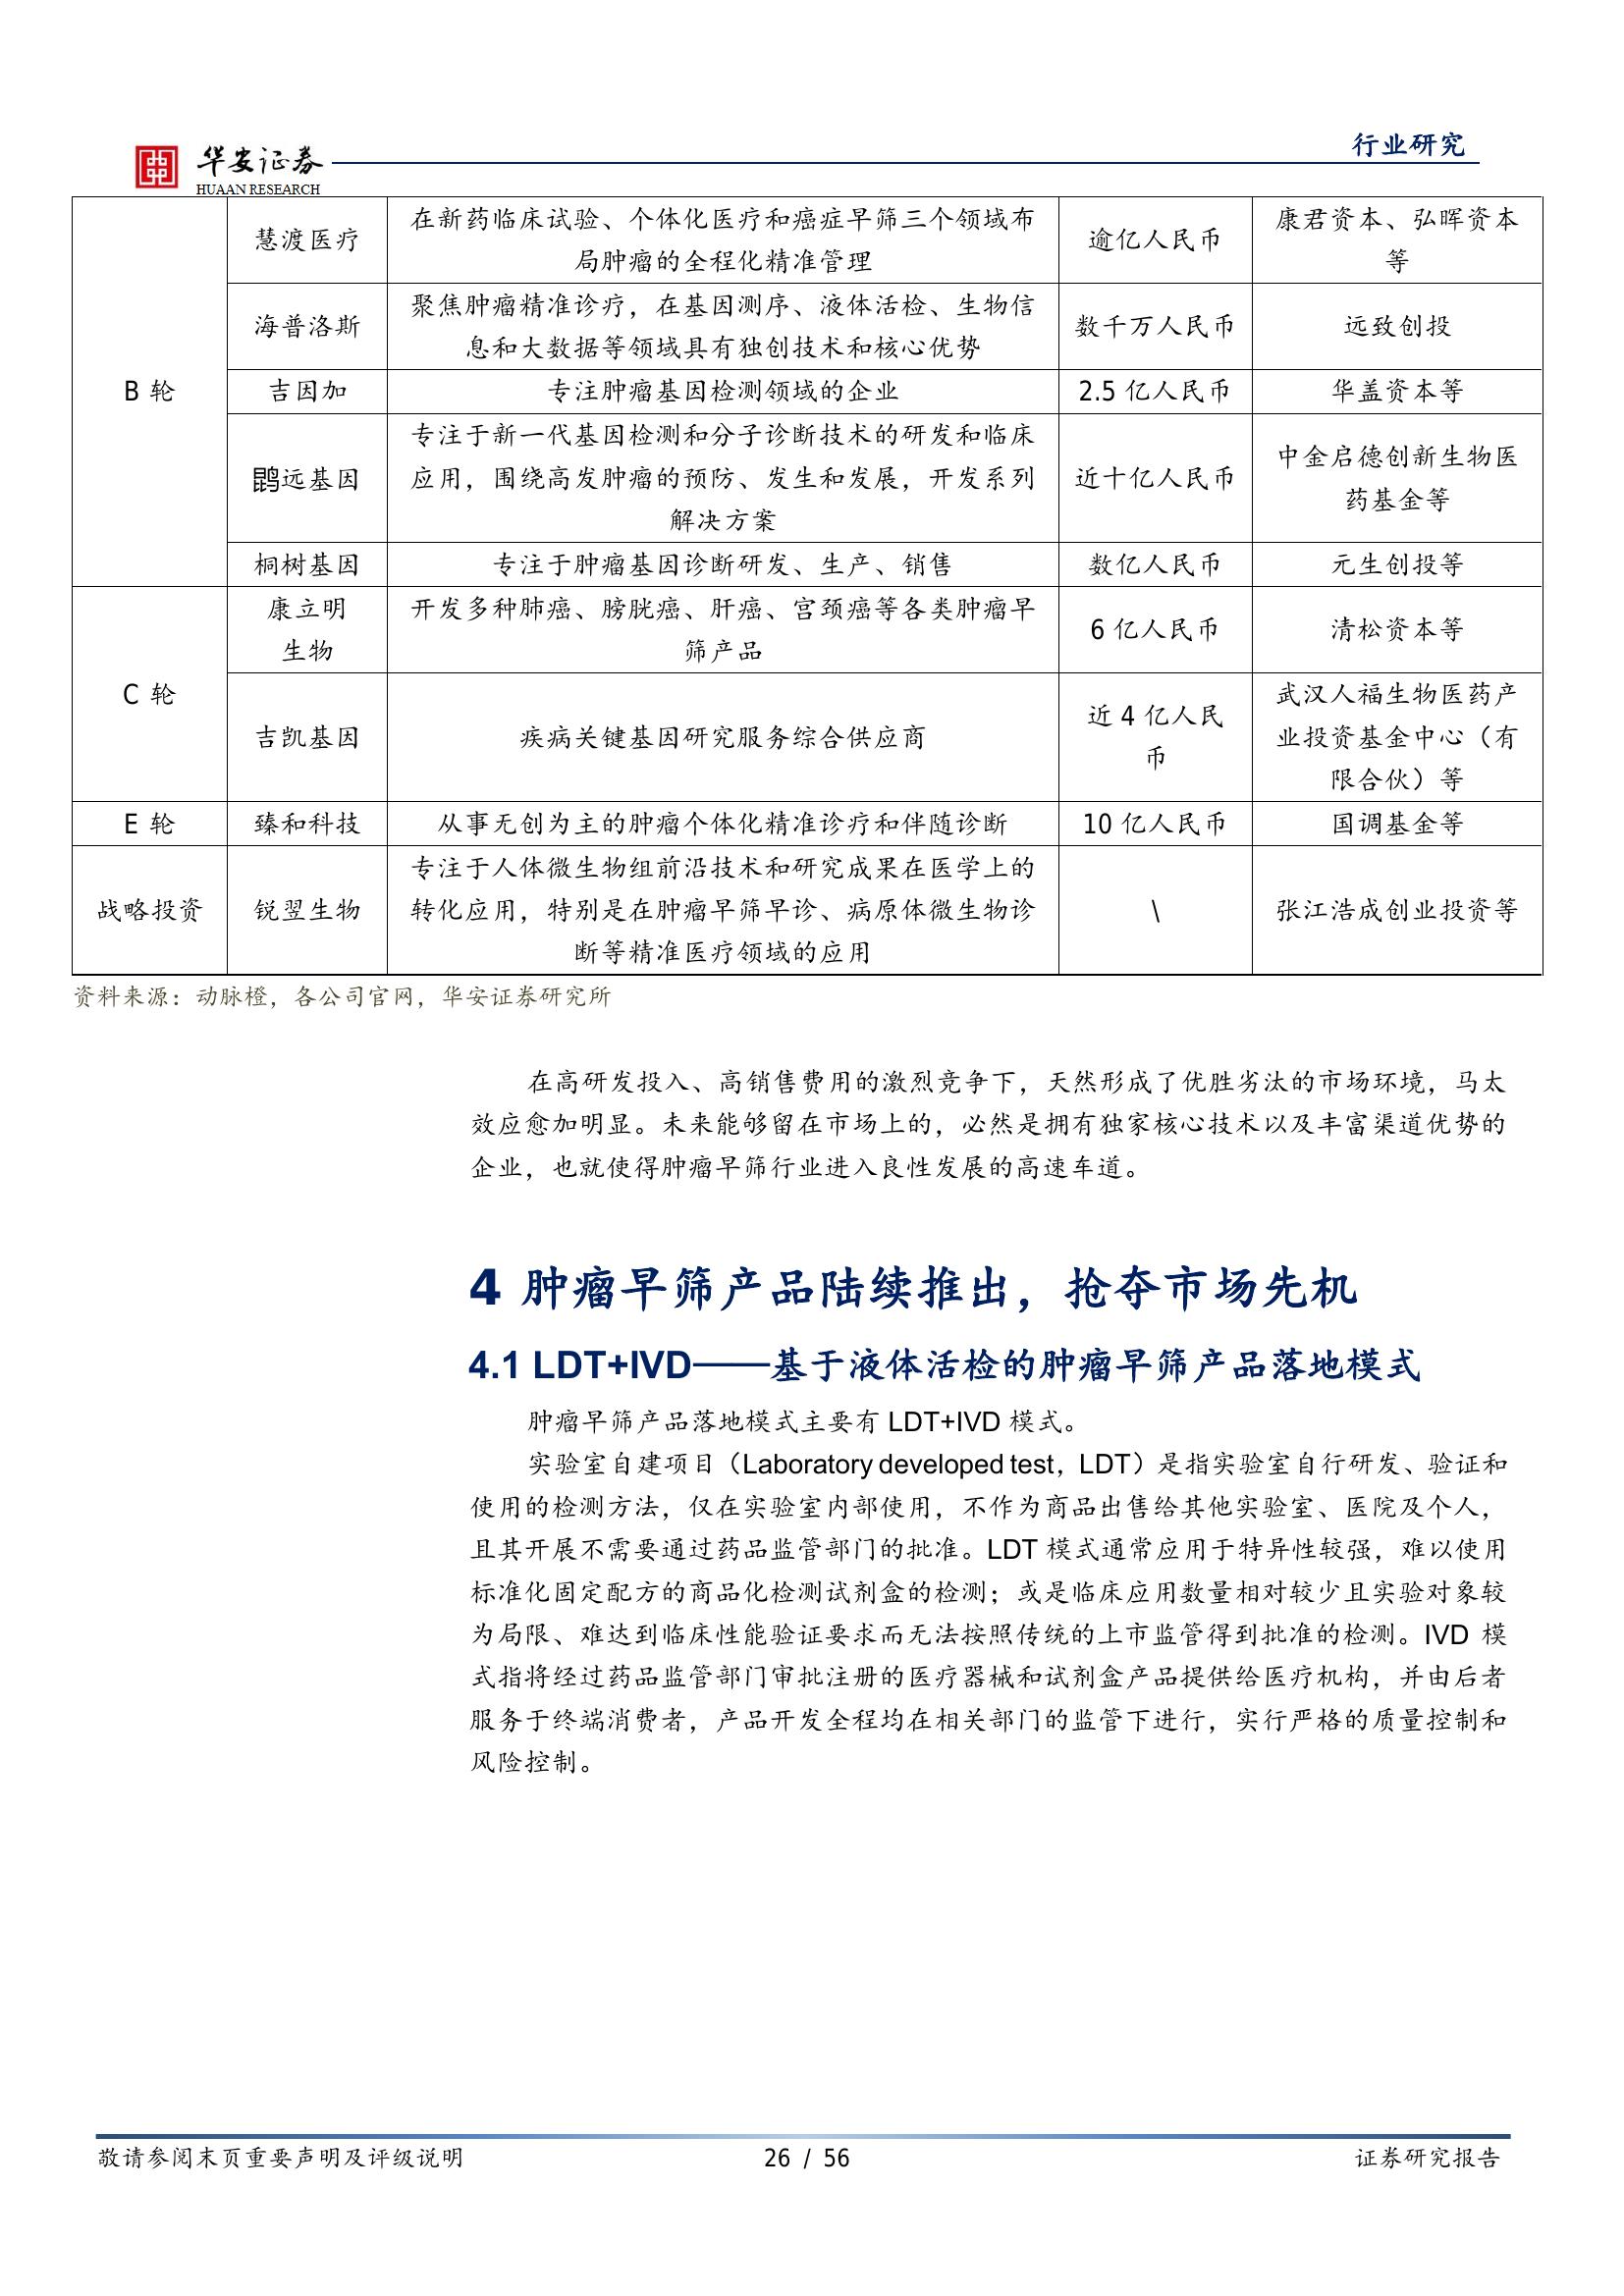 行业研究
华安证券
HUAAN RESEARCH
B 轮
慧渡医疗
在新药临床试验、个体化医疗和癌症早筛三个领域布
局肿瘤的全程化精准管理
逾亿人民币
康君资本、弘晖资本
等
海普洛斯
聚焦肿瘤精准诊疗，在基因测序、液体活检、生物信
息和大数据等领域具有独创技术和核心优势
数千万人民币
远致创投
吉因加
专注肿瘤基因检测领域的企业
2.5 亿人民币
华盖资本等
鹍远基因
专注于新一代基因检测和分子诊断技术的研发和临床
应用，围绕高发肿瘤的预防、发生和发展，开发系列
解决方案
近十亿人民币
中金启德创新生物医
药基金等
桐树基因
专注于肿瘤基因诊断研发、生产、销售
数亿人民币
元生创投等
C 轮
康立明
生物
开发多种肺癌、膀胱癌、肝癌、宫颈癌等各类肿瘤早
筛产品
6 亿人民币
清松资本等
吉凯基因
疾病关键基因研究服务综合供应商
近 4 亿人民
币
武汉人福生物医药产
业投资基金中心（有
限合伙）等
E 轮
臻和科技
从事无创为主的肿瘤个体化精准诊疗和伴随诊断
10 亿人民币
国调基金等
战略投资
锐翌生物
专注于人体微生物组前沿技术和研究成果在医学上的
转化应用，特别是在肿瘤早筛早诊、病原体微生物诊
断等精准医疗领域的应用
\
张江浩成创业投资等
资料来源：动脉橙，各公司官网，华安证券研究所
在高研发投入、高销售费用的激烈竞争下，天然形成了优胜劣汰的市场环境，马太
效应愈加明显。未来能够留在市场上的，必然是拥有独家核心技术以及丰富渠道优势的
企业，也就使得肿瘤早筛行业进入良性发展的高速车道。
4 肿瘤早筛产品陆续推出，抢夺市场先机
4.1 LDT+IVD——基于液体活检的肿瘤早筛产品落地模式
肿瘤早筛产品落地模式主要有 LDT+IVD 模式。
实验室自建项目（Laboratory developed test，LDT）是指实验室自行研发、验证和
使用的检测方法，仅在实验室内部使用，不作为商品出售给其他实验室、医院及个人，
且其开展不需要通过药品监管部门的批准。LDT 模式通常应用于特异性较强，难以使用
标准化固定配方的商品化检测试剂盒的检测；或是临床应用数量相对较少且实验对象较
为局限、难达到临床性能验证要求而无法按照传统的上市监管得到批准的检测。IVD 模
式指将经过药品监管部门审批注册的医疗器械和试剂盒产品提供给医疗机构，并由后者
服务于终端消费者，产品开发全程均在相关部门的监管下进行，实行严格的质量控制和
风险控制。
敬请参阅末页重要声明及评级说明
26 / 56
证券研究报告